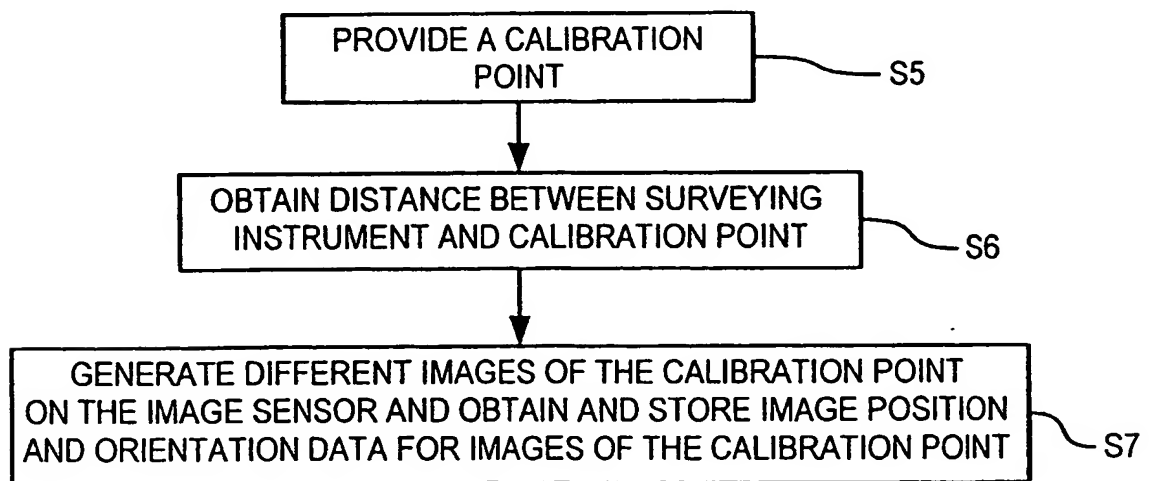 PROVIDE A CALIBRATION
POINT
S5
OBTAIN DISTANCE BETWEEN SURVEYING
INSTRUMENT AND CALIBRATION POINT
S6
GENERATE DIFFERENT IMAGES OF THE CALIBRATION POINT
ON THE IMAGE SENSOR AND OBTAIN AND STORE IMAGE POSITION
AND ORIENTATION DATA FOR IMAGES OF THE CALIBRATION POINT
S7